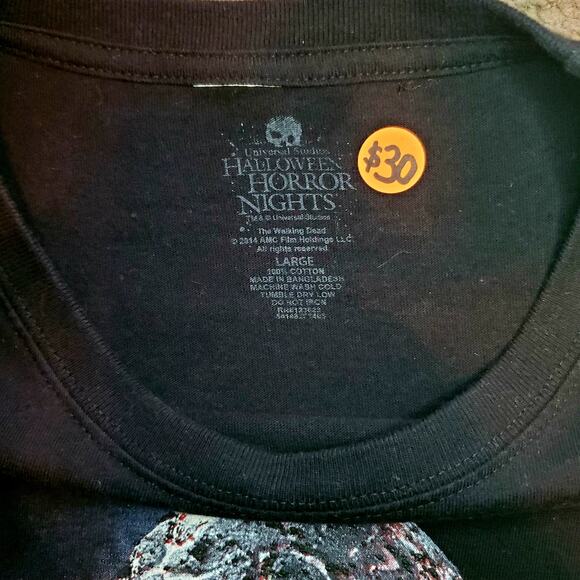 Universal Studios
HALLOWEEN
HORROR
NIGHTS
TM & © Universal Studios
The Walking Dead
© 2014 AMC Film Holdings LLC.
All rights reserved.
LARGE
100% COTTON
MADE IN BANGLADESH
MACHINE WASH COLD
TUMBLE DRY LOW
DO NOT IRON
$30